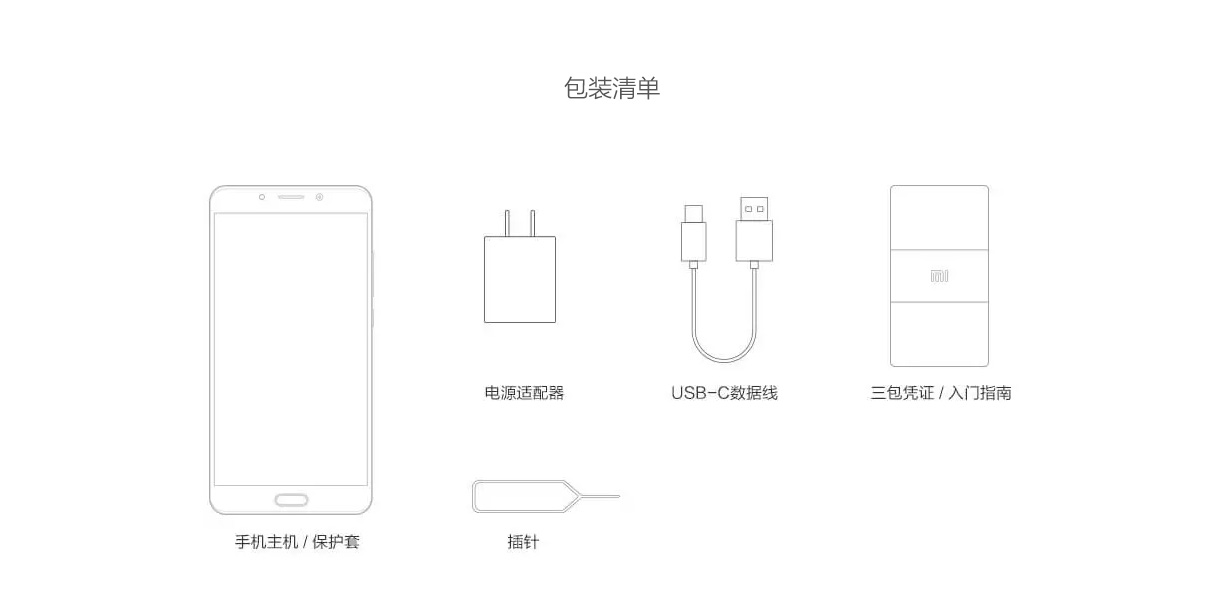 包装清单
mi
电源适配器
USB-C数据线
三包凭证 / 入门指南
手机主机 / 保护套
插针